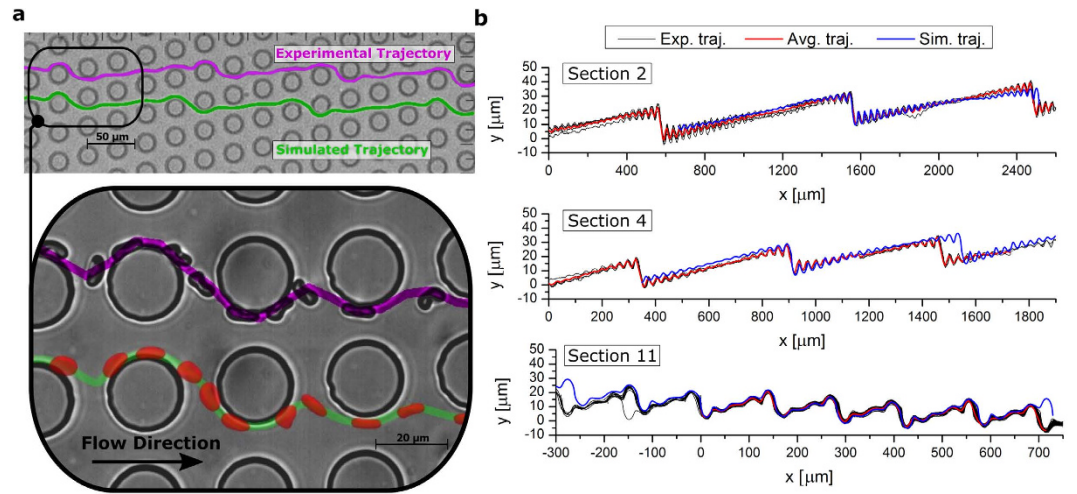 a
Experimental Trajectory
50 µm
Simulated Trajectory
Flow Direction
20 µm
b
Exp. traj. Avg. traj. Sim. traj.
Section 2
y [µm]
50
40
30
20
10
0
-10
0 400 800 1200 1600 2000 2400
x [µm]
Section 4
y [µm]
50
40
30
20
10
0
-10
0 200 400 600 800 1000 1200 1400 1600 1800
x [µm]
Section 11
y [µm]
50
40
30
20
10
0
-10
-300 -200 -100 0 100 200 300 400 500 600 700
x [µm]